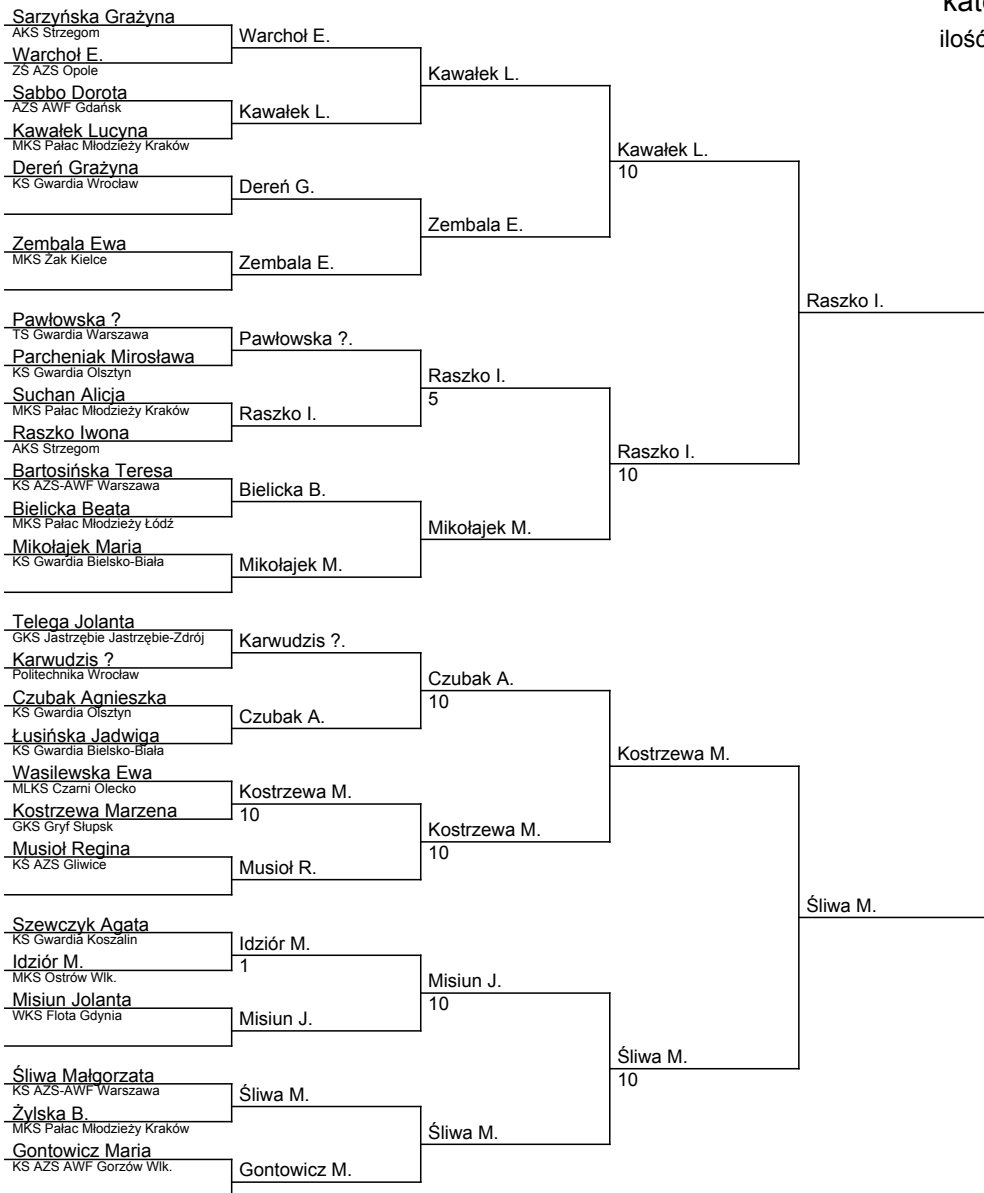 Sarzyńska Grażyna
AKS Strzegom
Warchoł E.
ZS AZS Opole
Sabbo Dorota
AZS AWF Gdańsk
Kawałek Lucyna
MKS Pałac Młodzieży Kraków
Dereń Grażyna
KS Gwardia Wrocław
Zembala Ewa
MKS Żak Kielce
Pawłowska ?
TS Gwardia Warszawa
Parcheniak Mirosława
KS Gwardia Olsztyn
Suchan Alicja
MKS Pałac Młodzieży Kraków
Raszko Iwona
AKS Strzegom
Bartosińska Teresa
KS AZS-AWF Warszawa
Bielicka Beata
MKS Pałac Młodzieży Łódź
Mikołajek Maria
KS Gwardia Bielsko-Biała
Telega Jolanta
GKS Jastrzębie Jastrzębie-Zdrój
Karwudzis ?
Politechnika Wrocław
Czubak Agnieszka
KS Gwardia Olsztyn
Łusińska Jadwiga
KS Gwardia Bielsko-Biała
Wasilewska Ewa
MLKS Czarni Olecko
Kostrzewa Marzena
GKS Gryf Słupsk
Musioł Regina
KS AZS Gliwice
Szewczyk Agata
KS Gwardia Koszalin
Idziór M.
MKS Ostrów Wlk.
Misiun Jolanta
WKS Flota Gdynia
Śliwa Małgorzata
KS AZS-AWF Warszawa
Żylska B.
MKS Pałac Młodzieży Kraków
Gontowicz Maria
KS AZS AWF Gorzów Wlk.
Warchoł E.
Kawałek L.
Dereń G.
Zembala E.
Pawłowska ?.
Raszko I.
Bielicka B.
Mikołajek M.
Karwudzis ?.
Czubak A.
Kostrzewa M.
10
Musioł R.
Idziór M.
1
Misiun J.
Śliwa M.
Gontowicz M.
Kawałek L.
Zembala E.
Raszko I.
5
Mikołajek M.
Czubak A.
10
Kostrzewa M.
10
Misiun J.
10
Śliwa M.
Kawałek L.
10
Raszko I.
10
Kostrzewa M.
Śliwa M.
10
Raszko I.
Śliwa M.
ilość